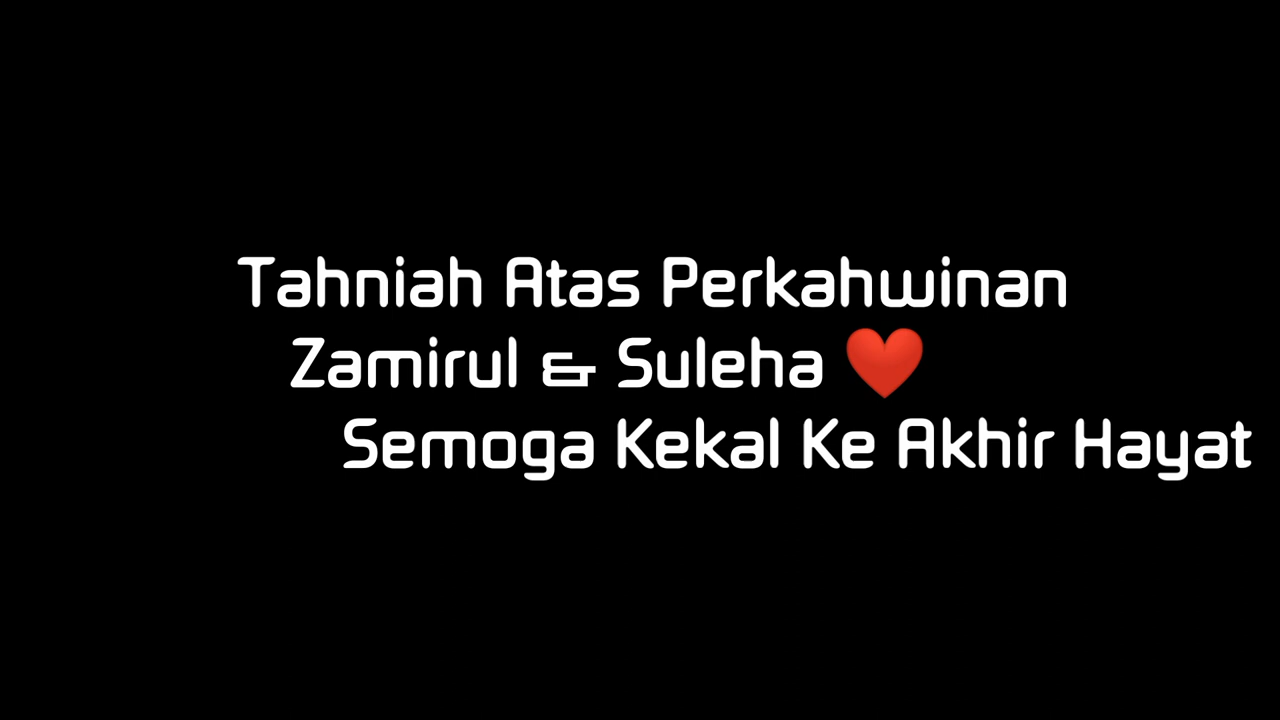 Tahniah Atas Perkahwinan
Zamirul & Suleha ❤️
Semoga Kekal Ke Akhir Hayat